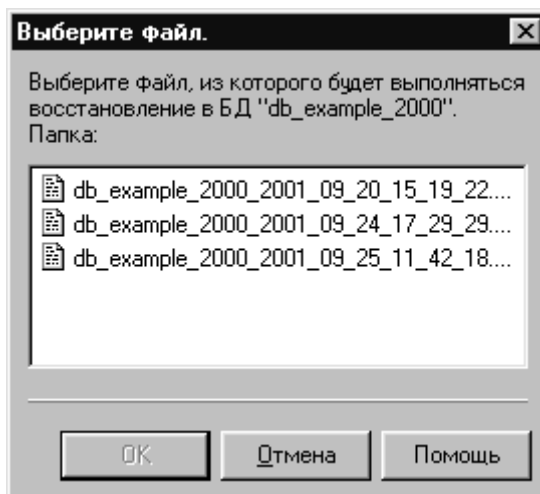 Выберите файл.
Выберите файл, из которого будет выполняться
восстановление в БД "db_example_2000".
Папка:
db_example_2000_2001_09_20_15_19_22....
db_example_2000_2001_09_24_17_29_29....
db_example_2000_2001_09_25_11_42_18....
OK Отмена Помощь